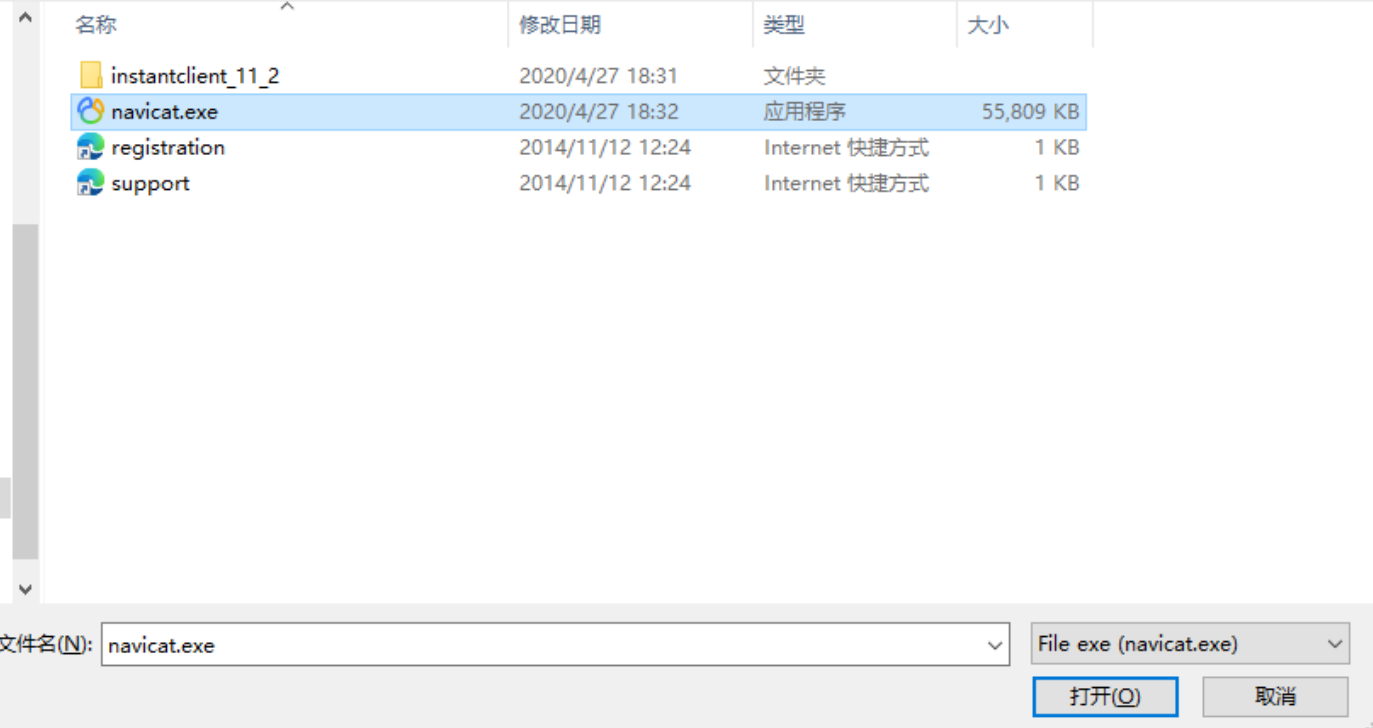 名称 修改日期 类型 大小
instantclient_11_2 2020/4/27 18:31 文件夹
navicat.exe 2020/4/27 18:32 应用程序 55,809 KB
registration 2014/11/12 12:24 Internet 快捷方式 1 KB
support 2014/11/12 12:24 Internet 快捷方式 1 KB
文件名(N): navicat.exe File exe (navicat.exe)
打开(O) 取消